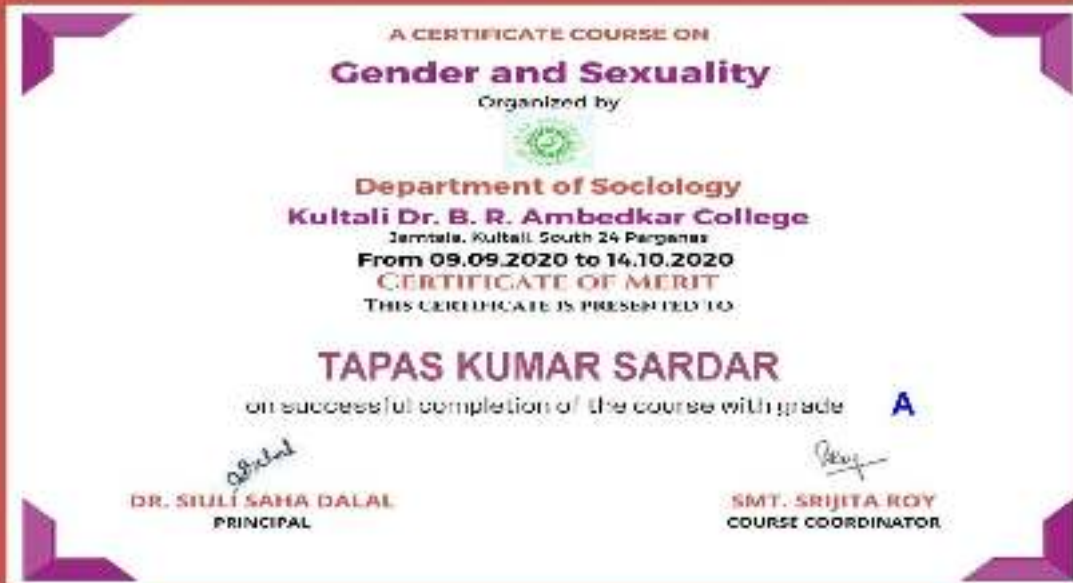 A CERTIFICATE COURSE ON
Gender and Sexuality
Organized by
Department of Sociology
Kultali Dr. B. R. Ambedkar College
Jamtala, Kultali, South 24 Parganas
From 09.09.2020 to 14.10.2020
CERTIFICATE OF MERIT
THIS CERTIFICATE IS PRESENTED TO
TAPAS KUMAR SARDAR
on successful completion of the course with grade A
DR. SIULI SAHA DALAL
PRINCIPAL
SMT. SRIJITA ROY
COURSE COORDINATOR